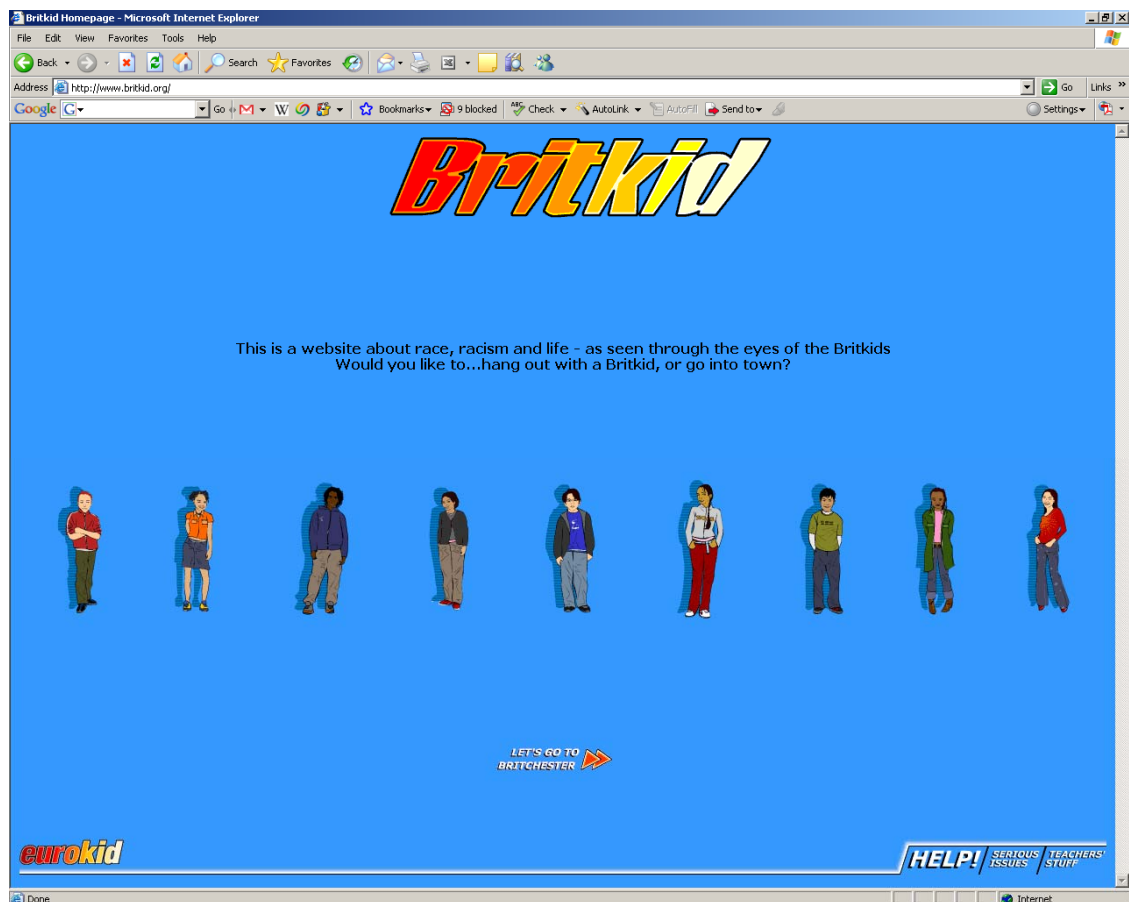 Britkid Homepage - Microsoft Internet Explorer
File Edit View Favorites Tools Help
Back Search Favorites
Address http://www.britkid.org/ Go Links »
Google G Go M W Bookmarks 9 blocked ABC Check AutoLink AutoFill Send to Settings
Britkid
This is a website about race, racism and life - as seen through the eyes of the Britkids
Would you like to...hang out with a Britkid, or go into town?
LET'S GO TO
BRITCHESTER
eurokid
HELP! SERIOUS ISSUES TEACHERS' STUFF
Done Internet